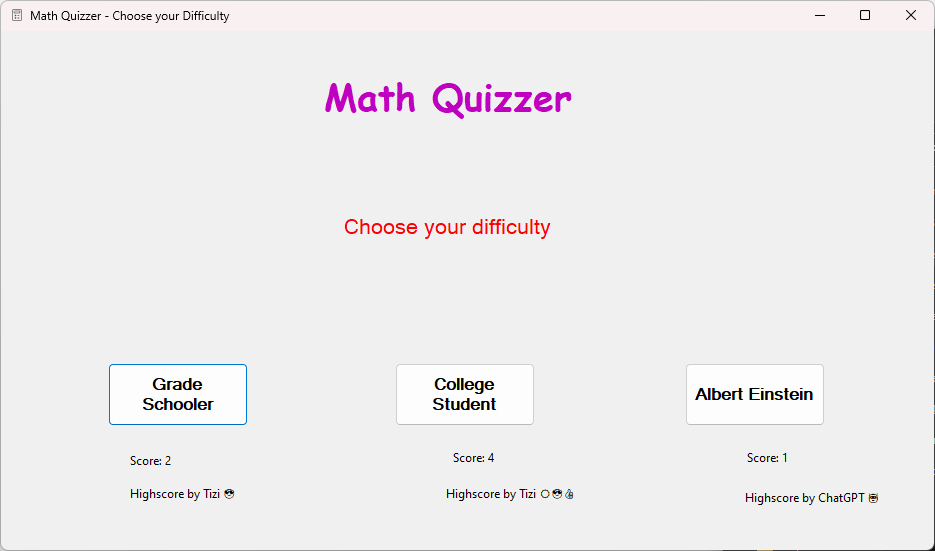 Math Quizzer - Choose your Difficulty
Math Quizzer
Choose your difficulty
Grade
Schooler
College
Student
Albert Einstein
Score: 2
Score: 4
Score: 1
Highscore by Tizi 😎
Highscore by Tizi
Highscore by ChatGPT